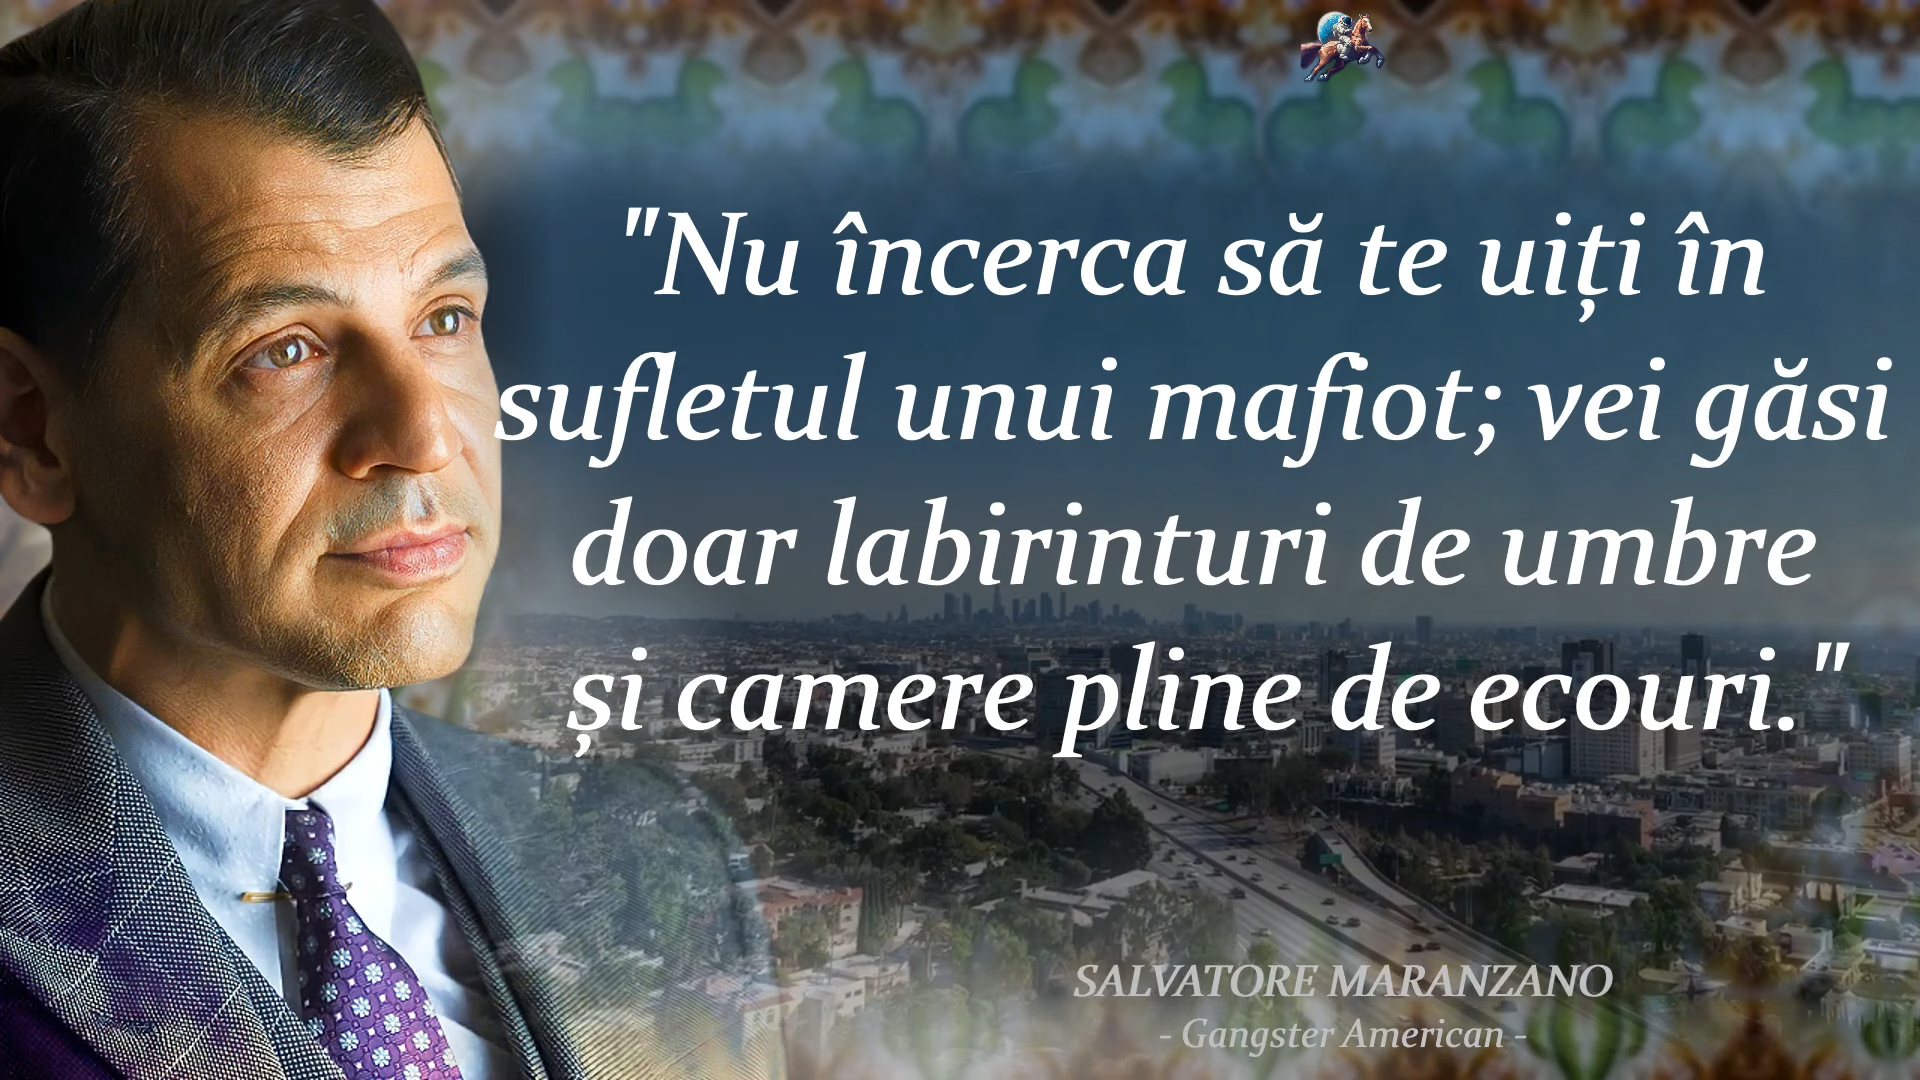 "Nu încerca să te uiți în
sufletul unui mafiot; vei găsi
doar labirinturi de umbre
și camere pline de ecouri."
SALVATORE MARANZANO
- Gangster American -